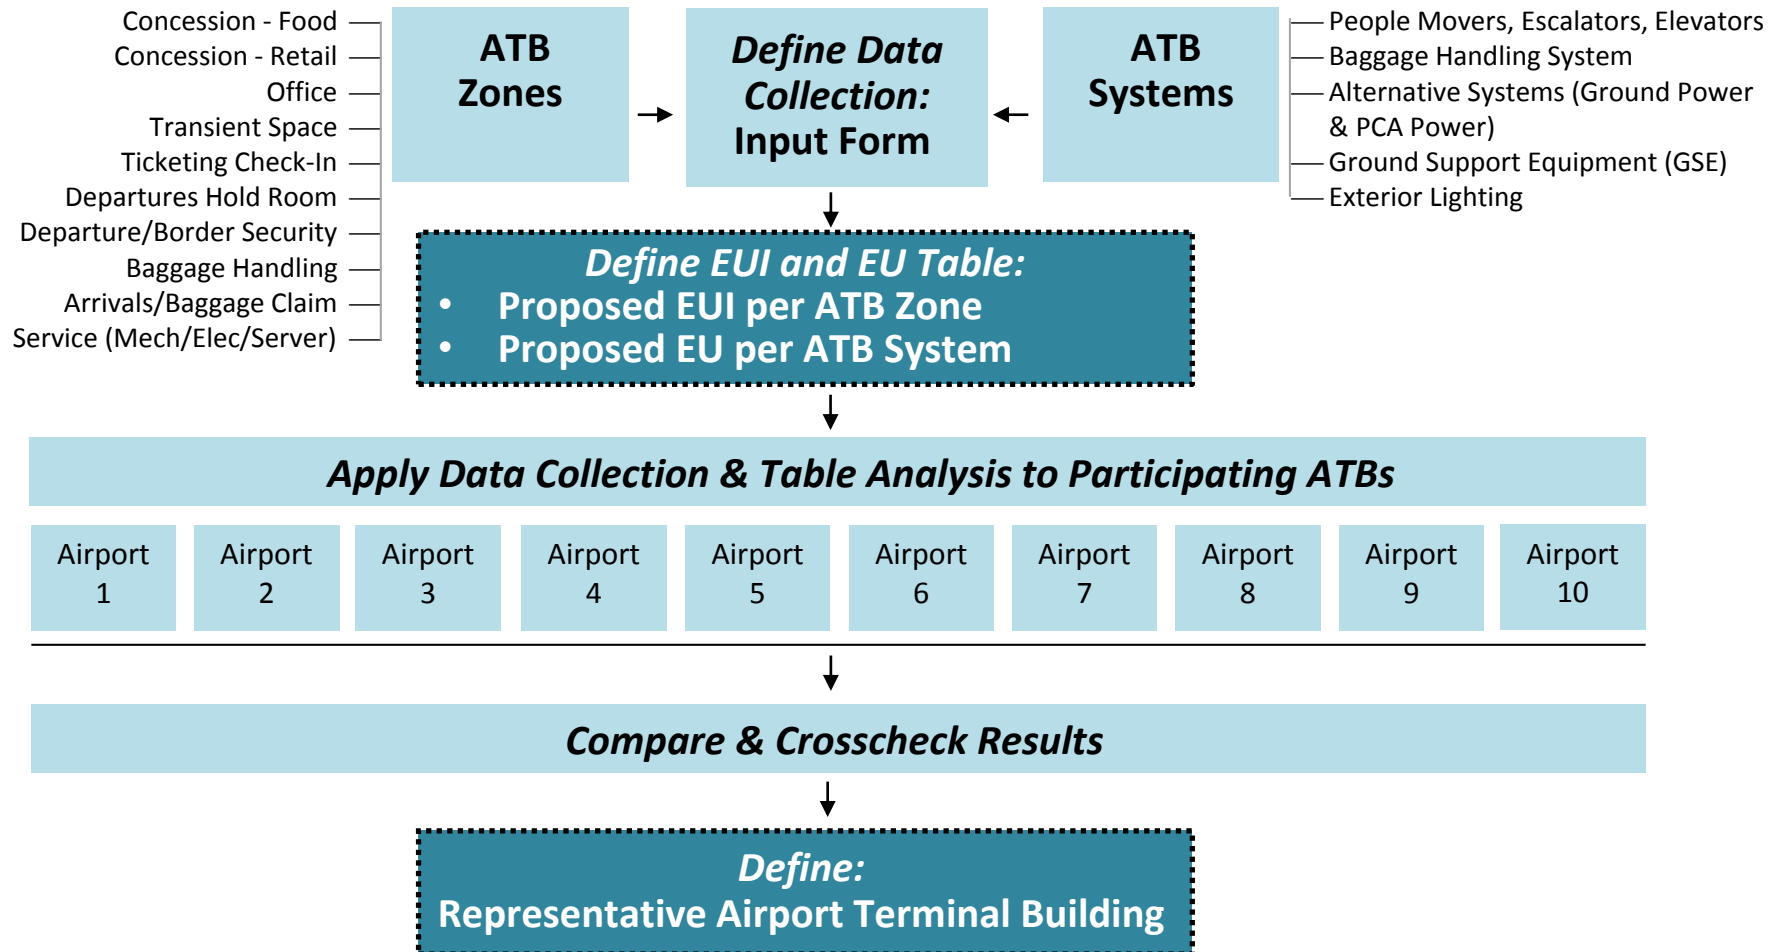 Concession - Food
Concession - Retail
Office
Transient Space
Ticketing Check-In
Departures Hold Room
Departure/Border Security
Baggage Handling
Arrivals/Baggage Claim
Service (Mech/Elec/Server)
ATB
Zones
Define Data
Collection:
Input Form
ATB
Systems
People Movers, Escalators, Elevators
Baggage Handling System
Alternative Systems (Ground Power
& PCA Power)
Ground Support Equipment (GSE)
Exterior Lighting
Define EUI and EU Table:
• Proposed EUI per ATB Zone
• Proposed EU per ATB System
Apply Data Collection & Table Analysis to Participating ATBs
Airport
1
Airport
2
Airport
3
Airport
4
Airport
5
Airport
6
Airport
7
Airport
8
Airport
9
Airport
10
Compare & Crosscheck Results
Define:
Representative Airport Terminal Building